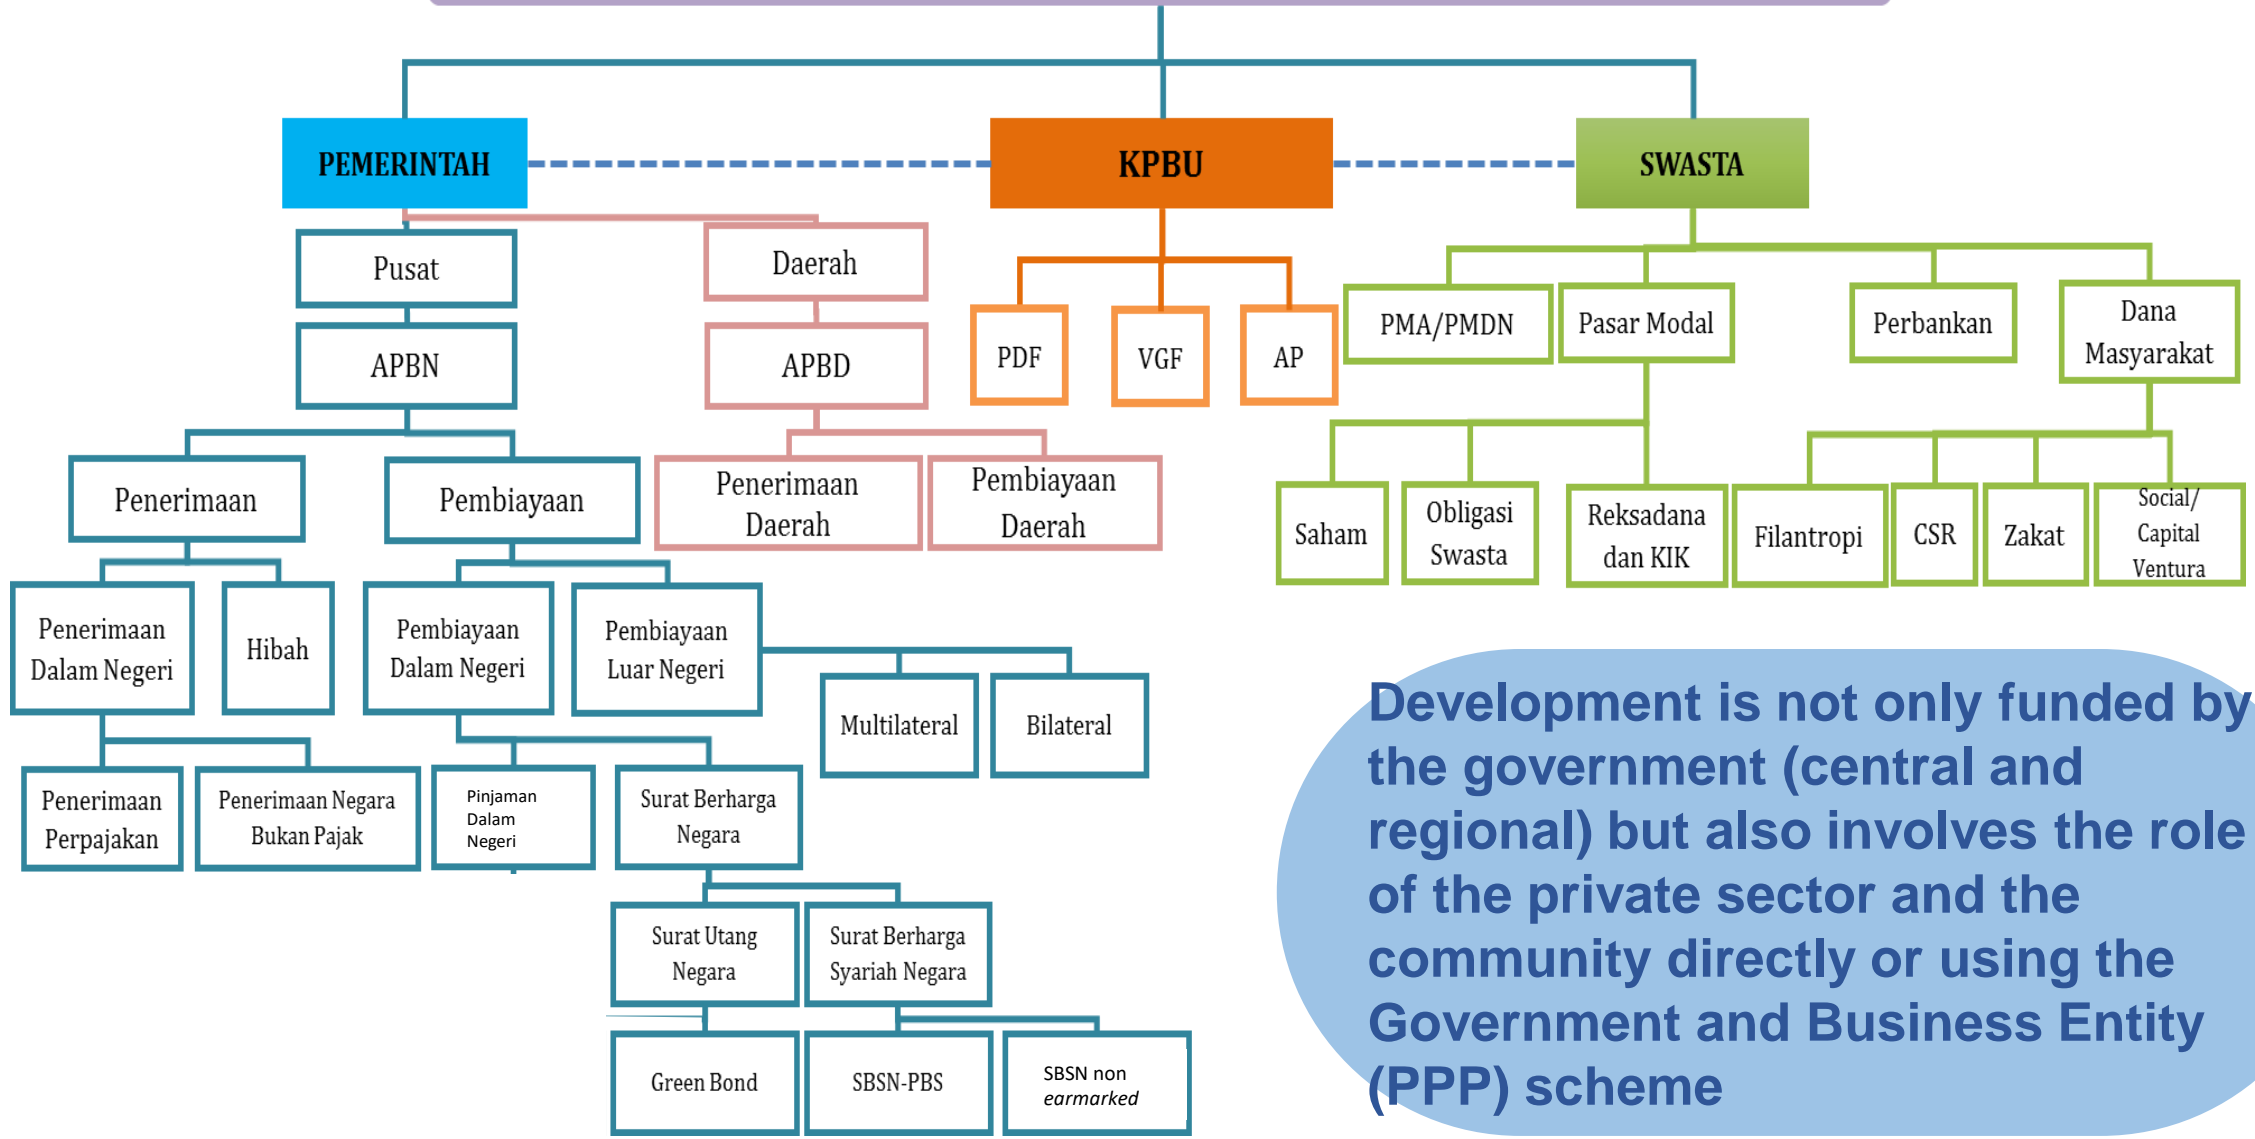 PEMERINTAH
KPBU
SWASTA
Pusat
Daerah
APBN
APBD
PDF
VGF
AP
PMA/PMDN
Pasar Modal
Perbankan
Dana
Masyarakat
Penerimaan
Pembiayaan
Penerimaan
Daerah
Pembiayaan
Daerah
Saham
Obligasi
Swasta
Reksadana
dan KIK
Filantropi
CSR
Zakat
Social/
Capital
Ventura
Penerimaan
Dalam Negeri
Hibah
Pembiayaan
Dalam Negeri
Pembiayaan
Luar Negeri
Multilateral
Bilateral
Penerimaan
Perpajakan
Penerimaan Negara
Bukan Pajak
Pinjaman
Dalam
Negeri
Surat Berharga
Negara
Surat Utang
Negara
Surat Berharga
Syariah Negara
Green Bond
SBSN-PBS
SBSN non
earmarked
Development is not only funded by
the government (central and
regional) but also involves the role
of the private sector and the
community directly or using the
Government and Business Entity
(PPP) scheme